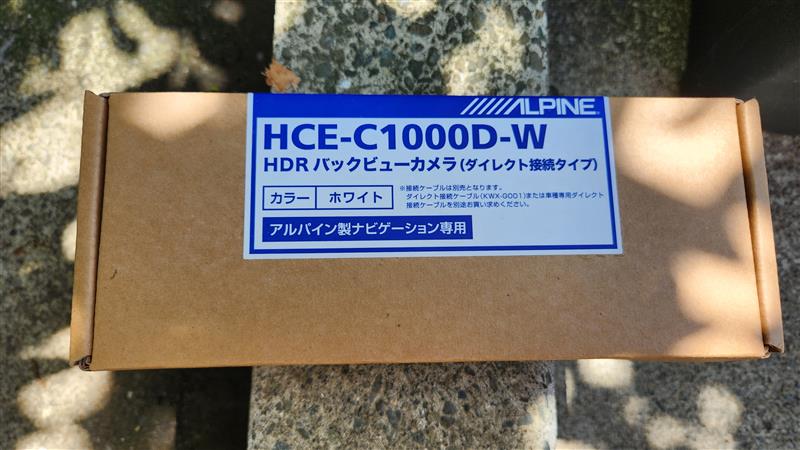 ALPINE
HCE-C1000D-W
HDR バックビューカメラ(ダイレクト接続タイプ)
カラー ホワイト
※接続ケーブルは別売となります。
ダイレクト接続ケーブル(KWX-G001)または車種専用ダイレクト
接続ケーブルを別途お買い求めください。
アルパイン製ナビゲーション専用